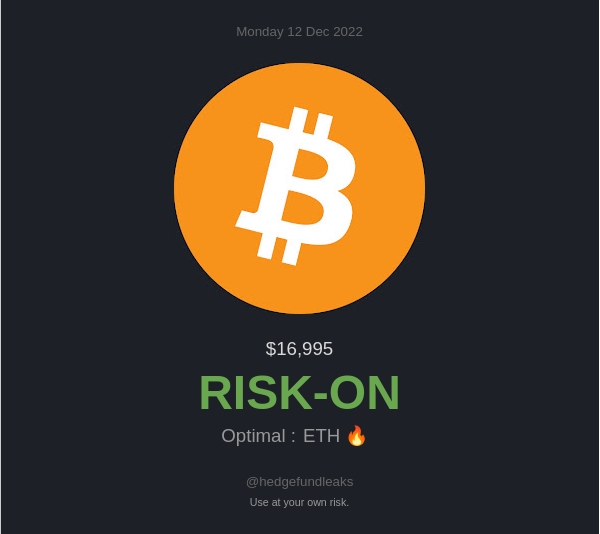 Monday 12 Dec 2022
$16,995
RISK-ON
Optimal : ETH 🔥
@hedgefundleaks
Use at your own risk.